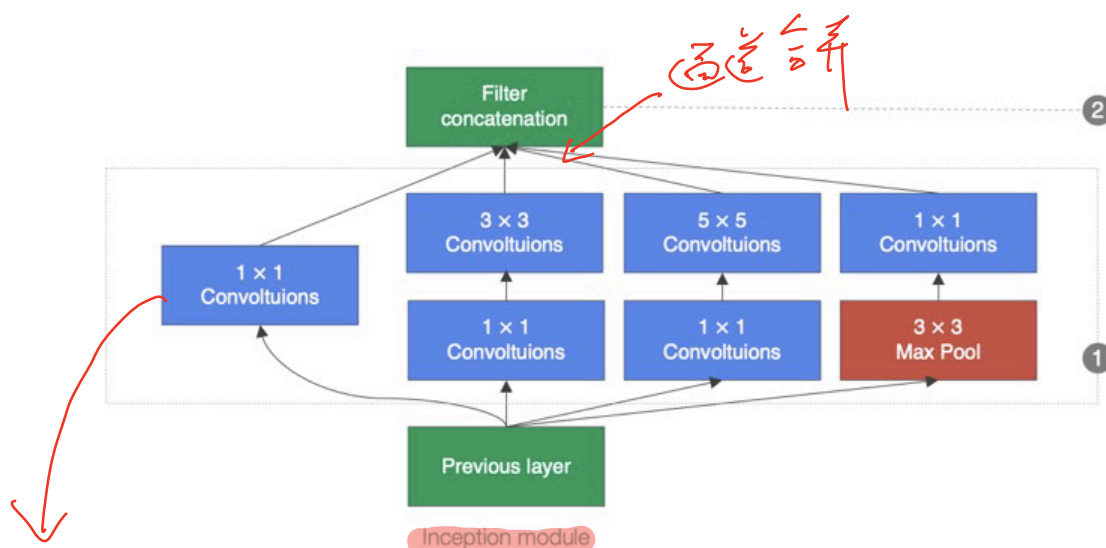 通道合并
Filter
concatenation
2
3 × 3
Convoltuions
5 × 5
Convoltuions
1 × 1
Convoltuions
1 × 1
Convoltuions
1 × 1
Convoltuions
1 × 1
Convoltuions
3 × 3
Max Pool
1
Previous layer
Inception module